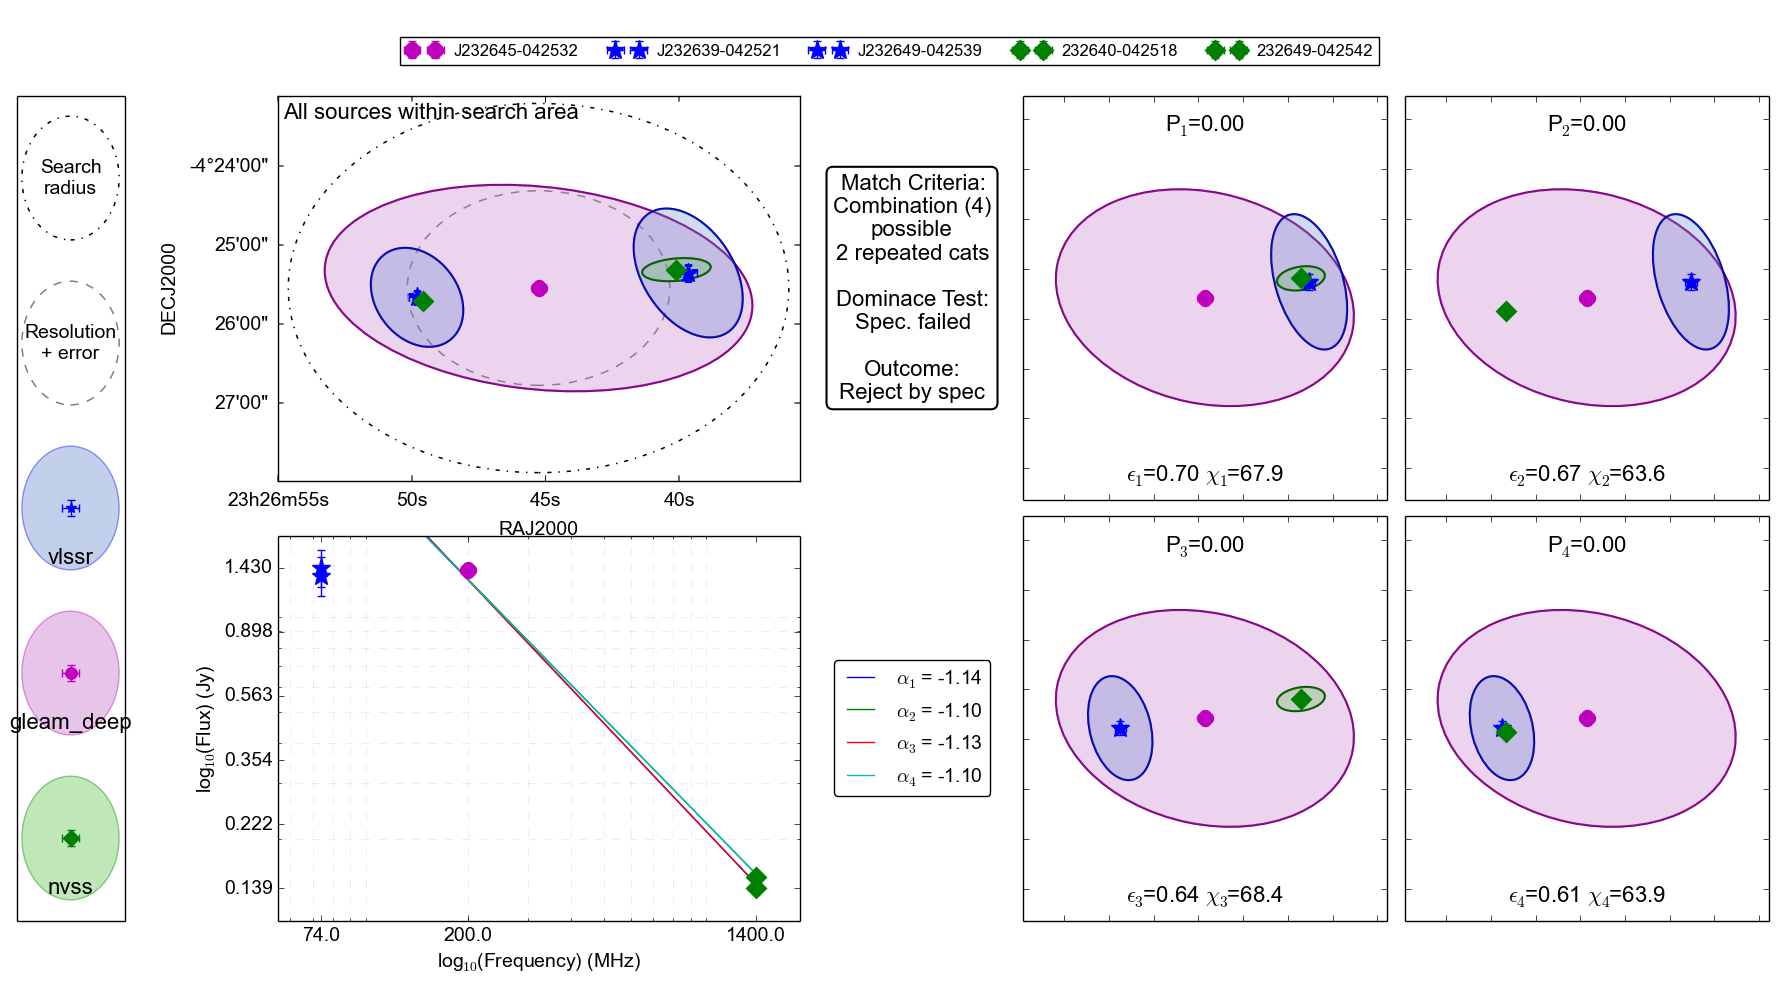 J232645-042532 J232639-042521 J232649-042539 232640-042518 232649-042542
Search
radius
Resolution
+ error
vlssr
gleam_deep
nvss
All sources within search area
DECJ2000
-4°24'00"
25'00"
26'00"
27'00"
23h26m55s 50s 45s 40s
RAJ2000
Match Criteria:
Combination (4)
possible
2 repeated cats
Dominace Test:
Spec. failed
Outcome:
Reject by spec
log₁₀(Flux) (Jy)
1.430
0.898
0.563
0.354
0.222
0.139
74.0 200.0 1400.0
log₁₀(Frequency) (MHz)
α₁ = -1.14
α₂ = -1.10
α₃ = -1.13
α₄ = -1.10
P₁=0.00
ϵ₁=0.70 χ₁=67.9
P₂=0.00
ϵ₂=0.67 χ₂=63.6
P₃=0.00
ϵ₃=0.64 χ₃=68.4
P₄=0.00
ϵ₄=0.61 χ₄=63.9